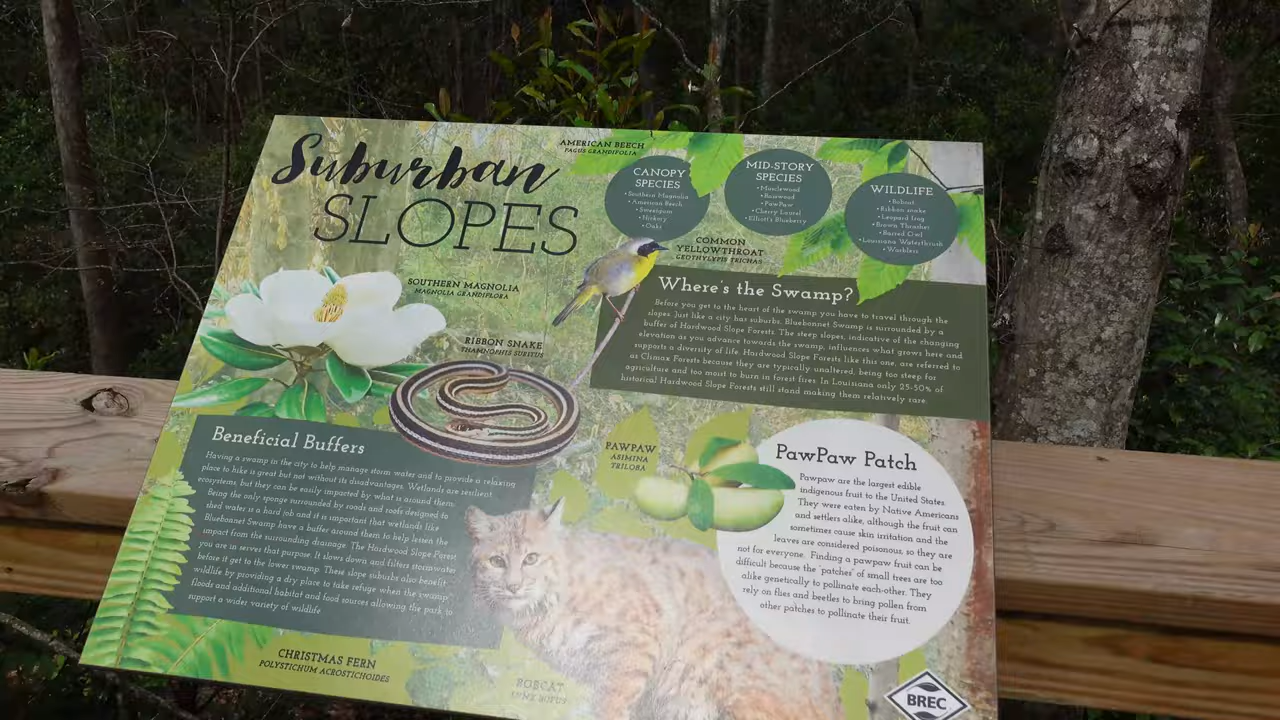 Suburban
SLOPES
AMERICAN BEECH
FAGUS GRANDIFOLIA
CANOPY
SPECIES
• Southern Magnolia
• American Beech
• Sweetgum
• Hickory
• Oaks
MID-STORY
SPECIES
• Musclewood
• Basswood
• PawPaw
• Cherry Laurel
• Elliott's Blueberry
WILDLIFE
• Bobcat
• Ribbon snake
• Leopard frog
• Brown Thrasher
• Barred Owl
• Louisiana Waterthrush
• Warblers
COMMON
YELLOWTHROAT
GEOTHYLYPIS TRICHAS
SOUTHERN MAGNOLIA
MAGNOLIA GRANDIFLORA
RIBBON SNAKE
THAMNOPHIS SURITUS
Where's the Swamp?
Before you get to the heart of the swamp you have to travel through the
slopes. Just like a city has suburbs, Bluebonnet Swamp is surrounded by a
buffer of Hardwood Slope Forests. The steep slopes, indicative of the changing
elevation as you advance towards the swamp, influences what grows here and
supports a diversity of life. Hardwood Slope Forests like this one, are referred to
as Climax Forests because they are typically unaltered, being too steep for
agriculture and too moist to burn in forest fires. In Louisiana only 25-50% of
historical Hardwood Slope Forests still stand making them relatively rare.
Beneficial Buffers
Having a swamp in the city to help manage storm water and to provide a relaxing
place to hike is great but not without its disadvantages. Wetlands are resilient
ecosystems, but they can be easily impacted by what is around them.
Being the only sponge surrounded by roads and roofs designed to
shed water is a hard job and it is important that wetlands like
Bluebonnet Swamp have a buffer around them to help lessen the
impact from the surrounding drainage. The Hardwood Slope Forest
you are in serves that purpose. It slows down and filters stormwater
before it get to the lower swamp. These slope suburbs also benefit
wildlife by providing a dry place to take refuge when the swamp
floods and additional habitat and food sources allowing the park to
support a wider variety of wildlife
PAWPAW
ASIMINA
TRILOBA
PawPaw Patch
Pawpaw are the largest edible
indigenous fruit to the United States.
They were eaten by Native Americans
and settlers alike, although the fruit can
sometimes cause skin irritation and the
leaves are considered poisonous, so they are
not for everyone. Finding a pawpaw fruit can be
difficult because the "patches" of small trees are too
alike genetically to pollinate each-other. They
rely on flies and beetles to bring pollen from
other patches to pollinate their fruit.
CHRISTMAS FERN
POLYSTICHUM ACROSTICHOIDES
BOBCAT
LYNX RUFUS
BREC